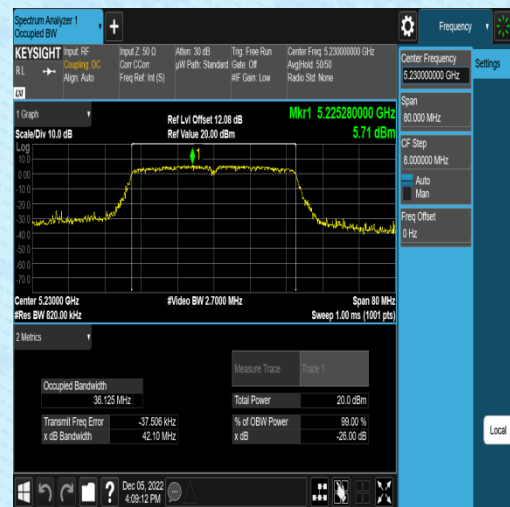 Spectrum Analyzer 1
Occupied BW
Frequency
KEYSIGHT
RL
LXI
Input: RF
Coupling: DC
Align: Auto
Input Z: 50 Ω
Corr CCorr
Freq Ref: Int (S)
Atten: 30 dB
µW Path: Standard
Trig: Free Run
Gate: Off
#IF Gain: Low
Center Freq: 5.230000000 GHz
Avg|Hold: 50/50
Radio Std: None
Center Frequency
5.230000000 GHz
Settings
Span
80.000 MHz
CF Step
8.000000 MHz
Auto
Man
Freq Offset
0 Hz
Local
1 Graph
Scale/Div 10.0 dB
Ref Lvl Offset 12.08 dB
Ref Value 20.00 dBm
Mkr1 5.225280000 GHz
5.71 dBm
Log
10.0
0.00
-10.0
-20.0
-30.0
-40.0
-50.0
-60.0
-70.0
1
Center 5.23000 GHz
#Res BW 820.00 kHz
#Video BW 2.7000 MHz
Span 80 MHz
Sweep 1.00 ms (1001 pts)
2 Metrics
Measure Trace
Trace 1
Occupied Bandwidth
36.125 MHz
Total Power
20.0 dBm
Transmit Freq Error
-37.506 kHz
% of OBW Power
99.00 %
x dB Bandwidth
42.10 MHz
x dB
-26.00 dB
?
Dec 05, 2022
4:09:12 PM